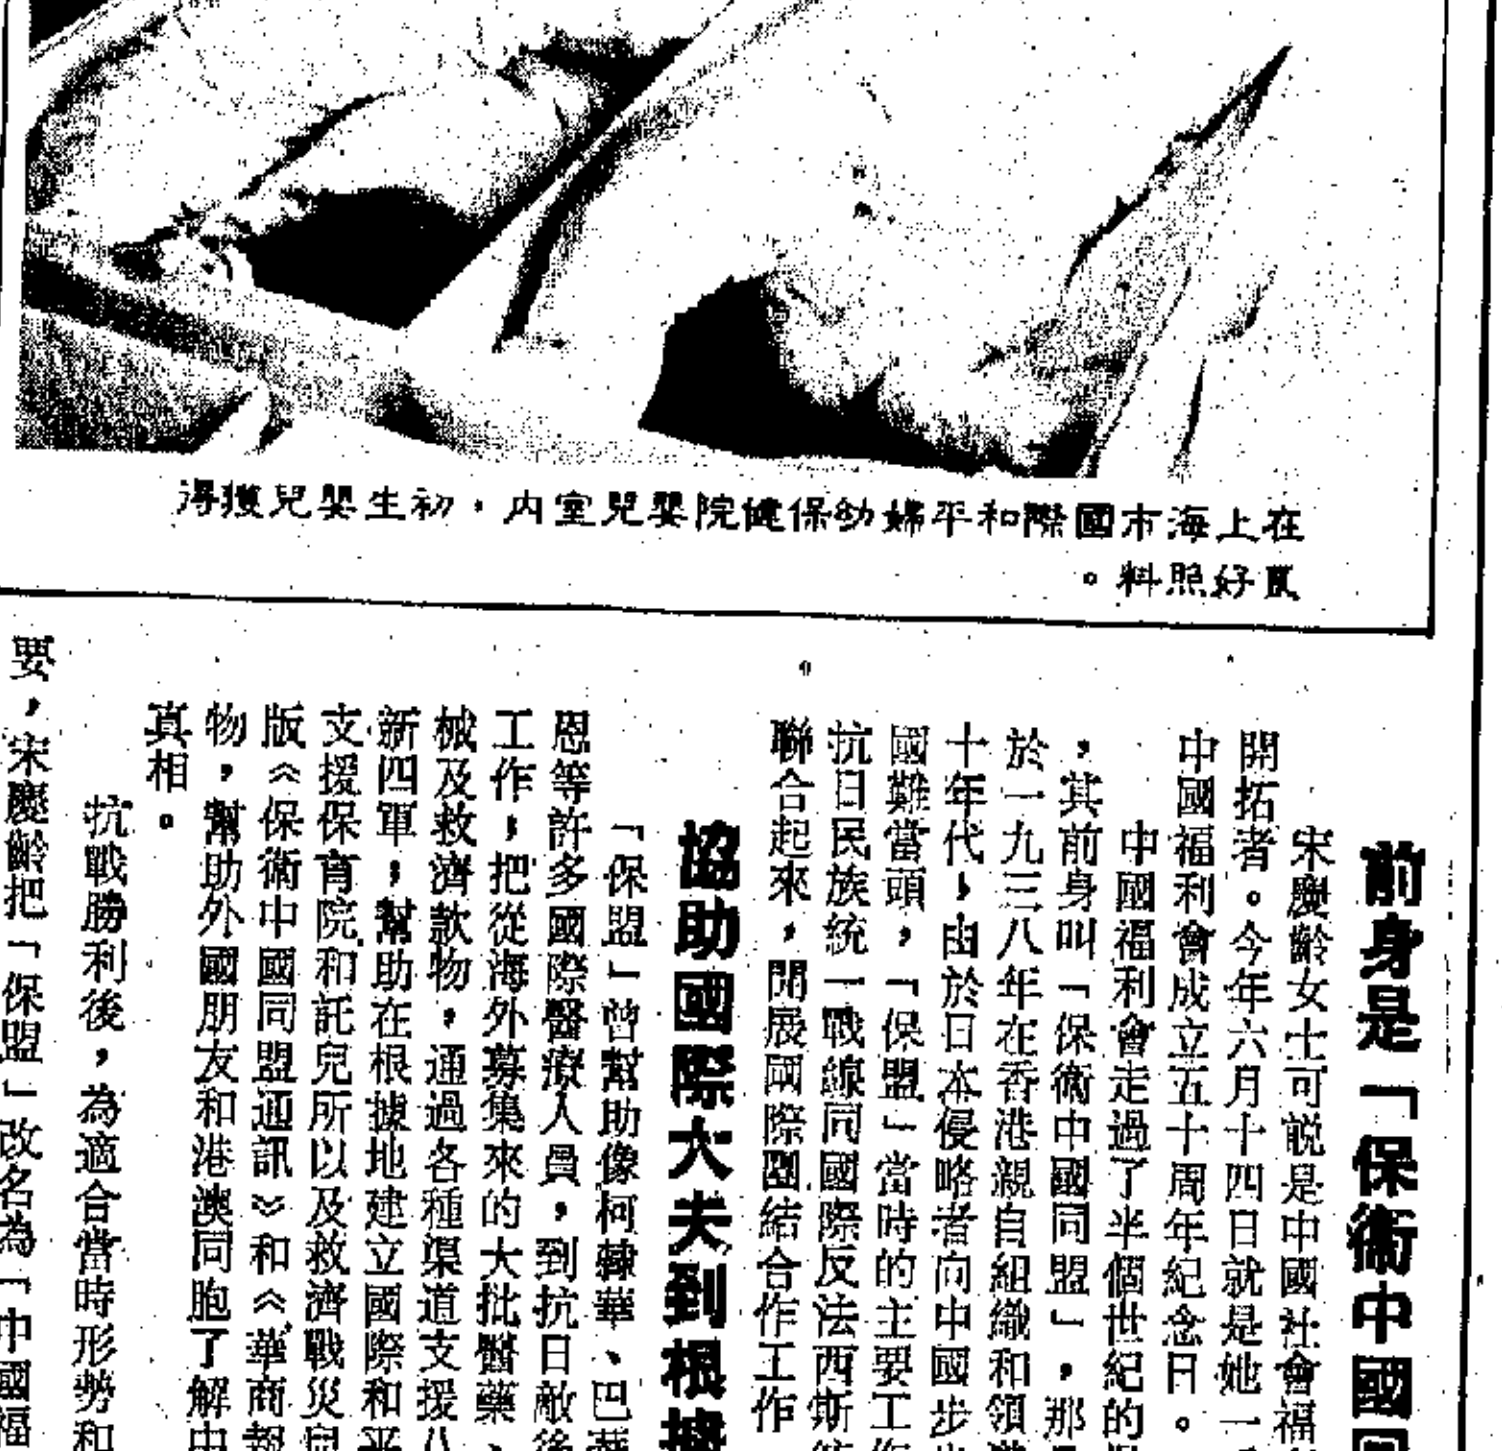 在上海市國際和平婦幼保健院嬰兒室內，初生嬰兒獲得
良好照料。
前身是「保衞中國同
宋慶齡女士可說是中國社會福
開拓者。今年六月十四日就是她一
中國福利會成立五十周年紀念日。
中國福利會走過了半個世紀的
，其前身叫「保衞中國同盟」，那
於一九三八年在香港親自組織和領
十年代，由於日本侵略者向中國步
國難當頭，「保盟」當時的主要工
抗日民族統一戰線同國際反法西斯
聯合起來，開展國際團結合作工作
協助國際大夫到根據
「保盟」曾幫助像柯棣華、巴蘇
恩等許多國際醫療人員，到抗日敵後
工作；把從海外募集來的大批醫藥、
械及救濟款物，通過各種渠道支援八
新四軍；幫助在根據地建立國際和平
支援保育院和託兒所以及救濟戰災兒
版《保衞中國同盟通訊》和《華商報
物，幫助外國朋友和港澳同胞了解中
真相。
抗戰勝利後，為適合當時形勢和
要，宋慶齡把「保盟」改名為「中國福